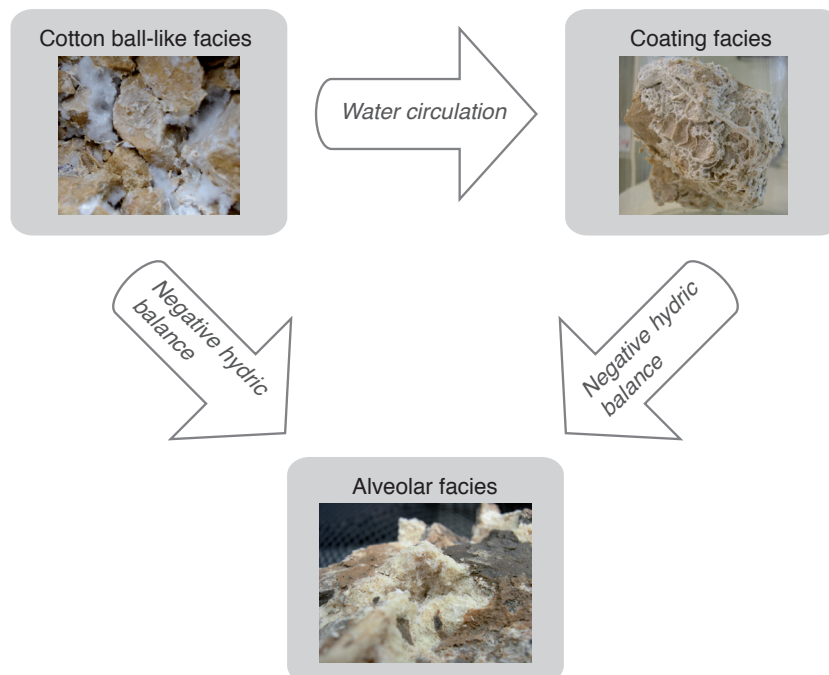 Cotton ball-like facies
Coating facies
Water circulation
Negative hydric
balance
Negative hydric
balance
Alveolar facies